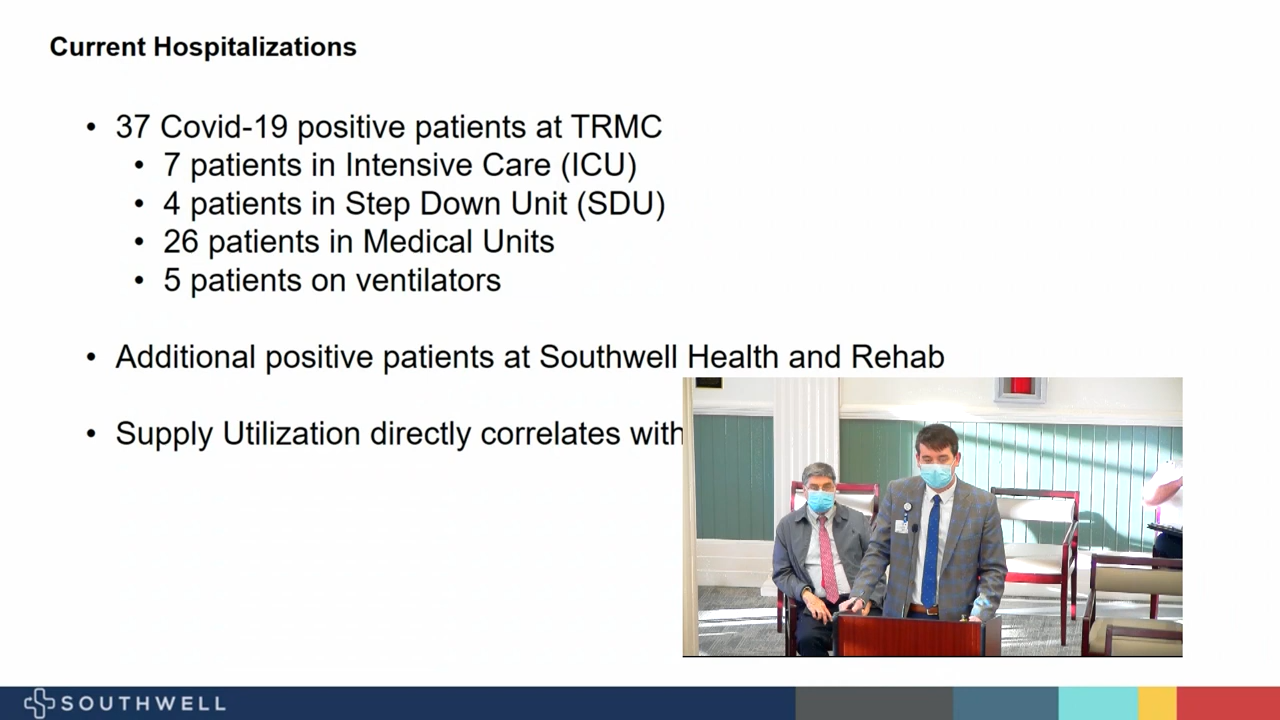 Current Hospitalizations
• 37 Covid-19 positive patients at TRMC
• 7 patients in Intensive Care (ICU)
• 4 patients in Step Down Unit (SDU)
• 26 patients in Medical Units
• 5 patients on ventilators
• Additional positive patients at Southwell Health and Rehab
• Supply Utilization directly correlates with
SOUTHWELL